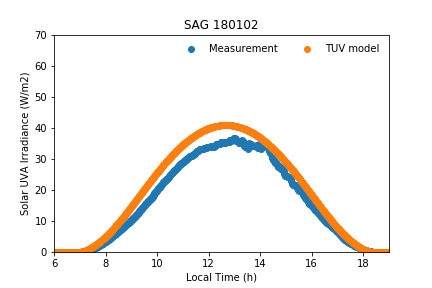 SAG 180102
70
60
50
40
30
20
10
0
Solar UVA Irradiance (W/m2)
Measurement
TUV model
6 8 10 12 14 16 18
Local Time (h)